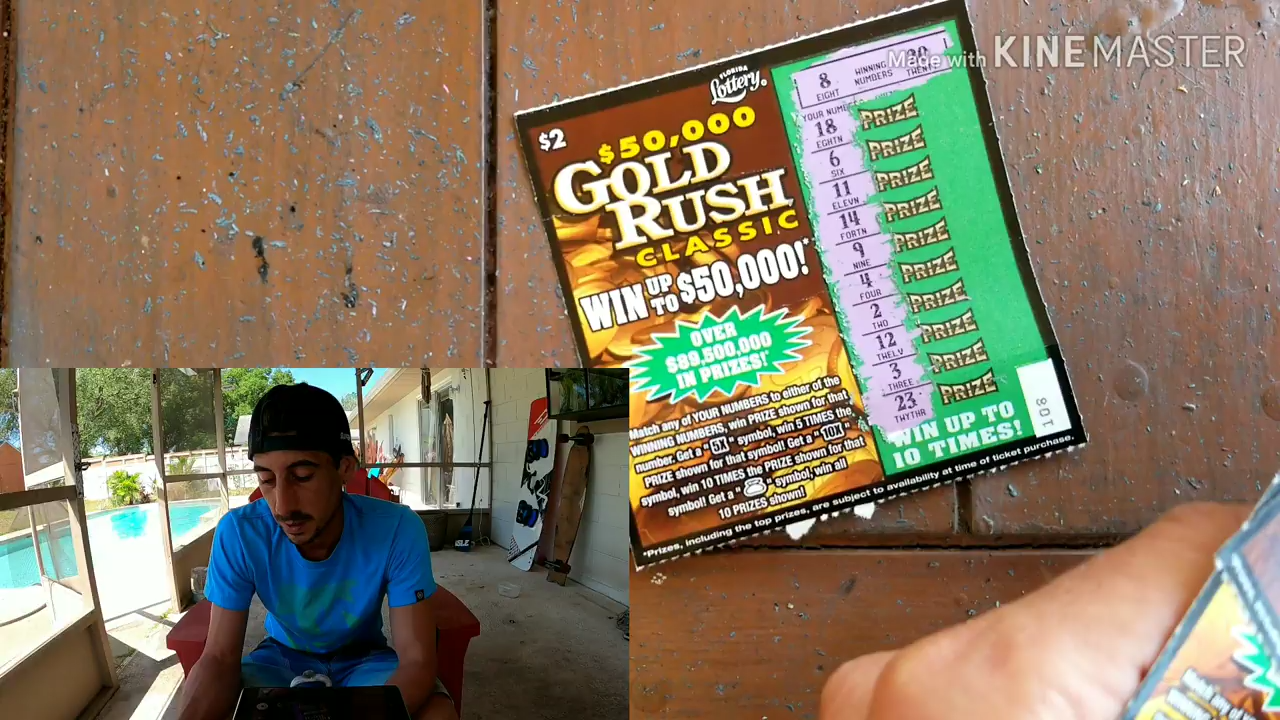 Made with KINEMASTER
FLORIDA
Lottery
$2
$50,000
GOLD
RUSH
CLASSIC
WIN UP TO $50,000!*
OVER
$89,500,000
IN PRIZES!†
Match any of YOUR NUMBERS to either of the
WINNING NUMBERS, win PRIZE shown for that
number. Get a "5X" symbol, win 5 TIMES the
PRIZE shown for that symbol! Get a "10X"
symbol, win 10 TIMES the PRIZE shown for that
symbol! Get a " " symbol, win all
10 PRIZES shown!
*Prizes, including the top prizes, are subject to availability at time of ticket purchase.
8
EIGHT
WINNING
NUMBERS
20
YOUR NUMBERS
18
EGHTN
PRIZE
6
SIX
PRIZE
11
ELEVN
PRIZE
14
FORTN
PRIZE
9
NINE
PRIZE
4
FOUR
PRIZE
2
TWO
PRIZE
12
THELV
PRIZE
3
THREE
PRIZE
23
TWYTHR
PRIZE
WIN UP TO
10 TIMES!
108